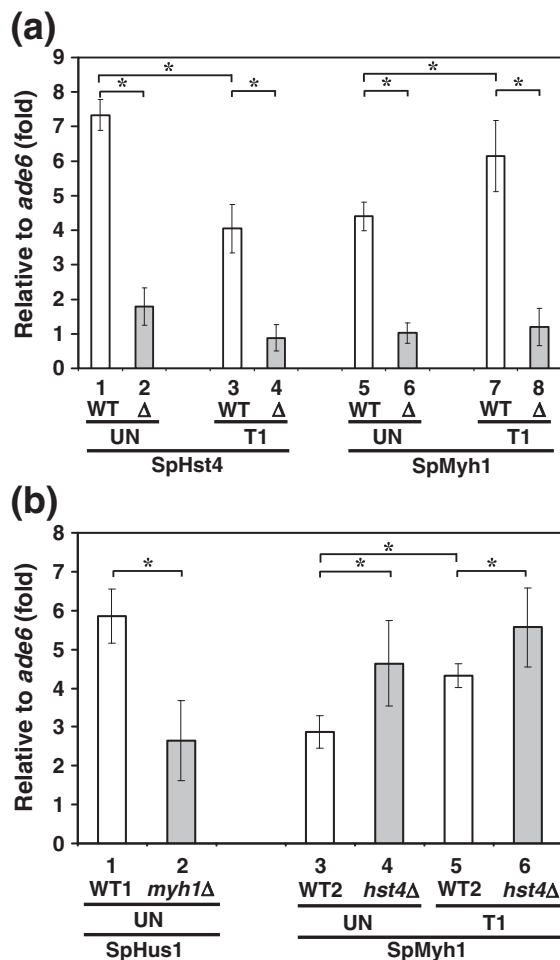 (a)
Relative to ade6 (fold)
9
8
7
6
5
4
3
2
1
0
* * * * * *
1 2 3 4 5 6 7 8
WT Δ WT Δ WT Δ WT Δ
UN T1 UN T1
SpHst4 SpMyh1
(b)
Relative to ade6 (fold)
8
7
6
5
4
3
2
1
0
* * * *
1 2 3 4 5 6
WT1 myh1Δ WT2 hst4Δ WT2 hst4Δ
UN UN T1
SpHus1 SpMyh1